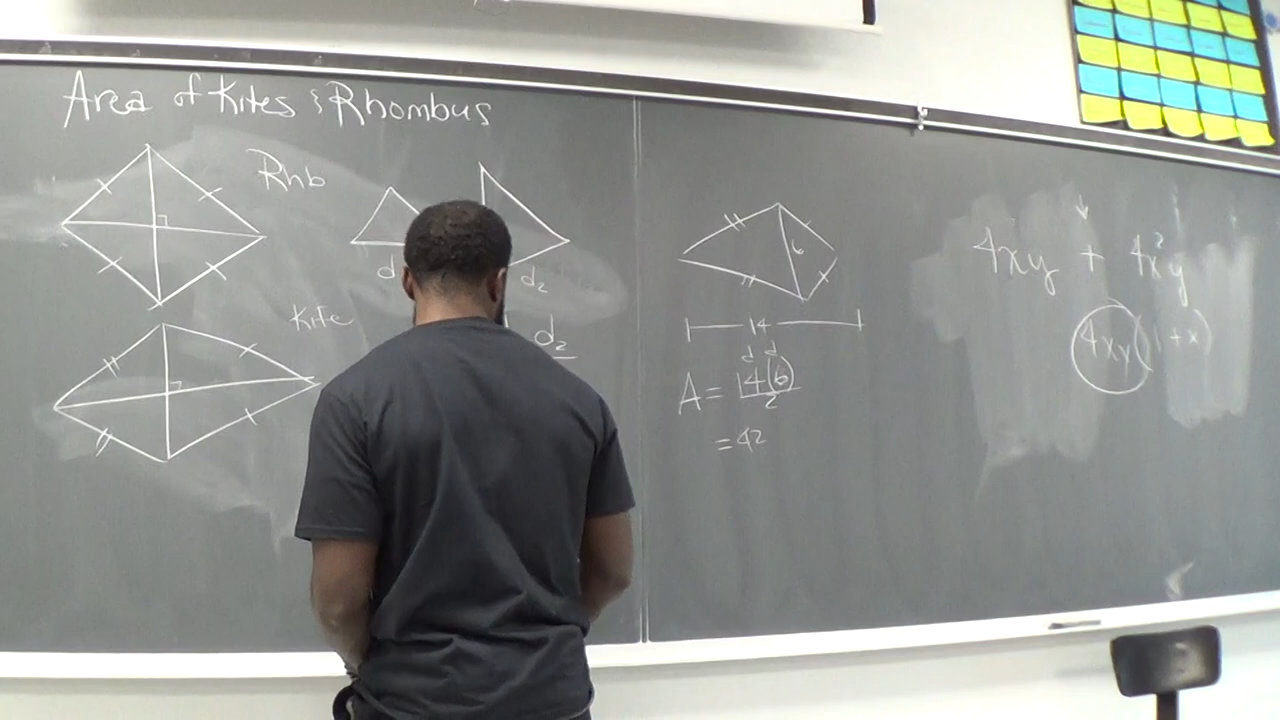 Area of Kites & Rhombus
Rhb
d
d2
Kite
d2
6
14
d d
A = 14(6)
2
= 42
4xy + 4x²y
4xy(1 + x)